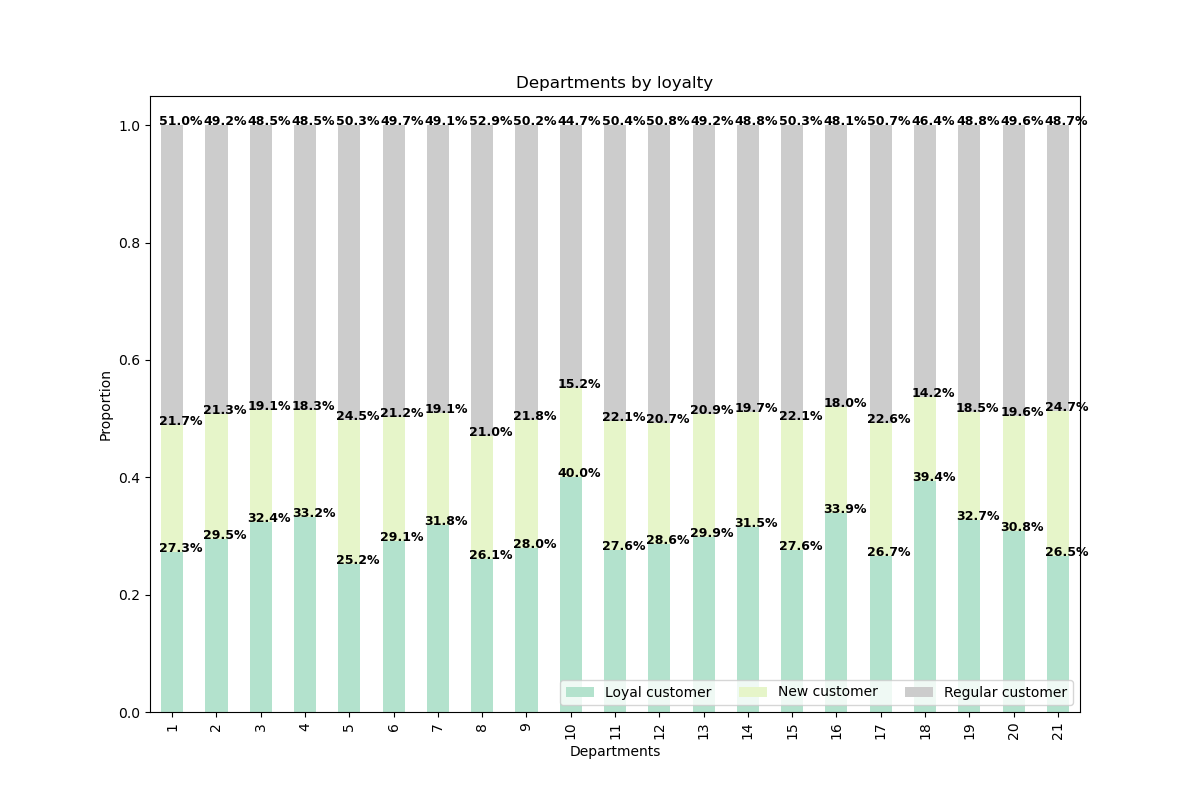 Departments by loyalty
1.0
51.0% 49.2% 48.5% 48.5% 50.3% 49.7% 49.1% 52.9% 50.2% 44.7% 50.4% 50.8% 49.2% 48.8% 50.3% 48.1% 50.7% 46.4% 48.8% 49.6% 48.7%
0.8
0.6
21.7% 21.3% 19.1% 18.3% 24.5% 21.2% 19.1% 21.0% 21.8% 15.2% 22.1% 20.7% 20.9% 19.7% 22.1% 18.0% 22.6% 14.2% 18.5% 19.6% 24.7%
0.4
27.3% 29.5% 32.4% 33.2% 25.2% 29.1% 31.8% 26.1% 28.0% 40.0% 27.6% 28.6% 29.9% 31.5% 27.6% 33.9% 26.7% 39.4% 32.7% 30.8% 26.5%
0.2
0.0
Proportion
Loyal customer New customer Regular customer
1 2 3 4 5 6 7 8 9 10 11 12 13 14 15 16 17 18 19 20 21
Departments